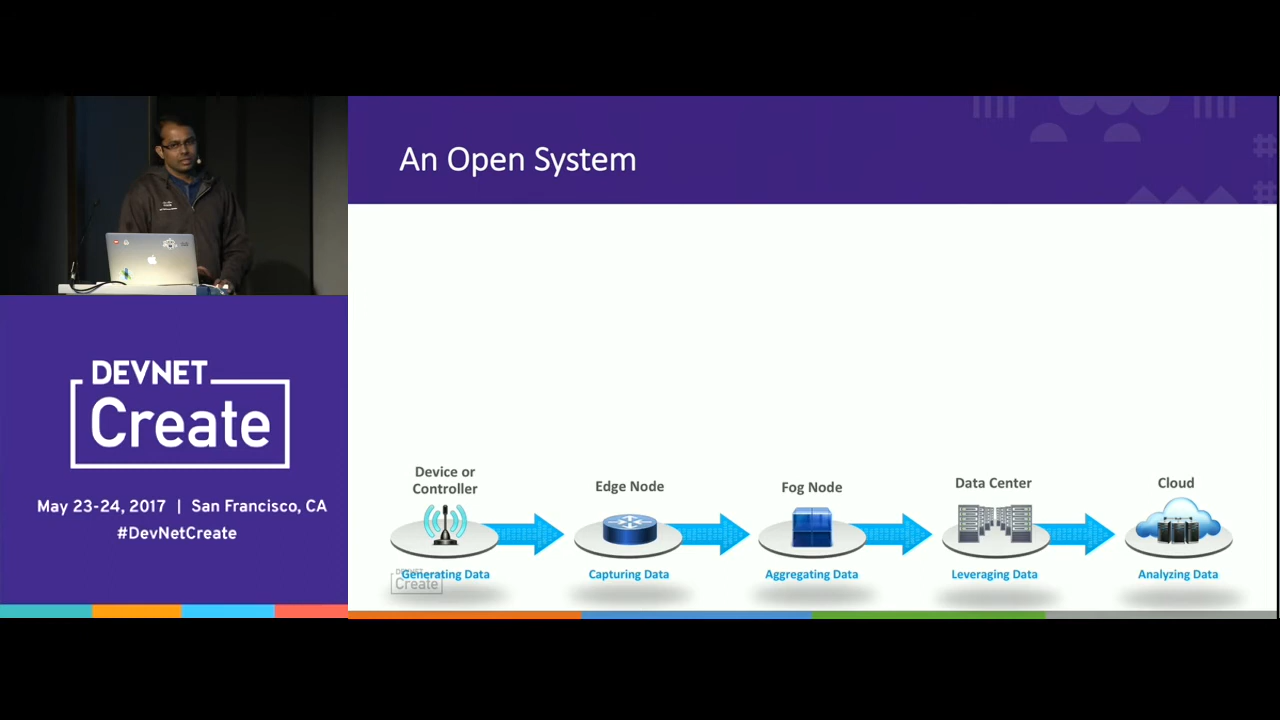 An Open System
DEVNET
Create
May 23-24, 2017 | San Francisco, CA
#DevNetCreate
Device or
Controller
Edge Node
Fog Node
Data Center
Cloud
Generating Data
Capturing Data
Aggregating Data
Leveraging Data
Analyzing Data
DEVNET
Create